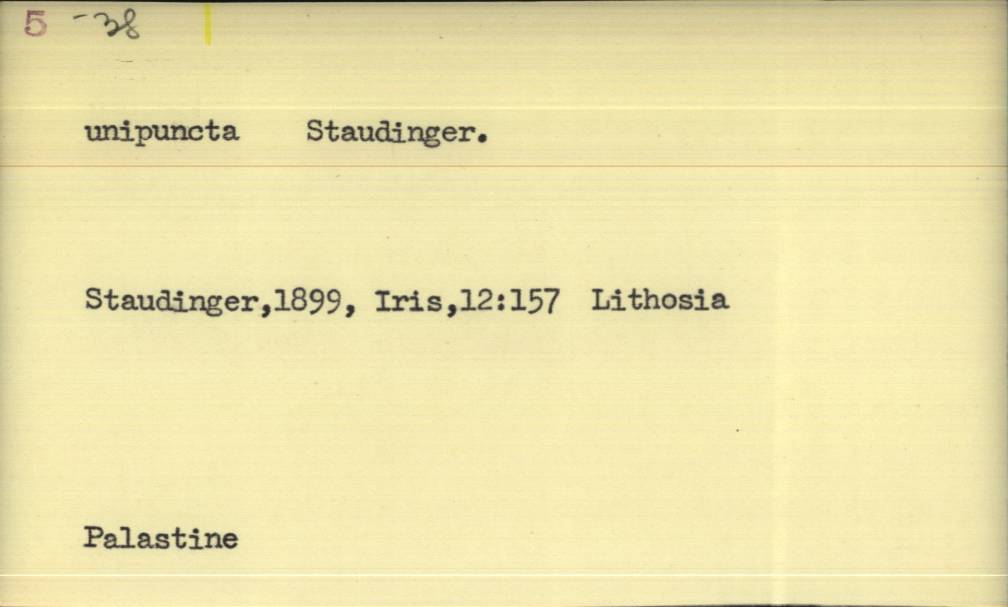 5 -38
unipuncta Staudinger.
Staudinger,1899, Iris,12:157 Lithosia
Palastine